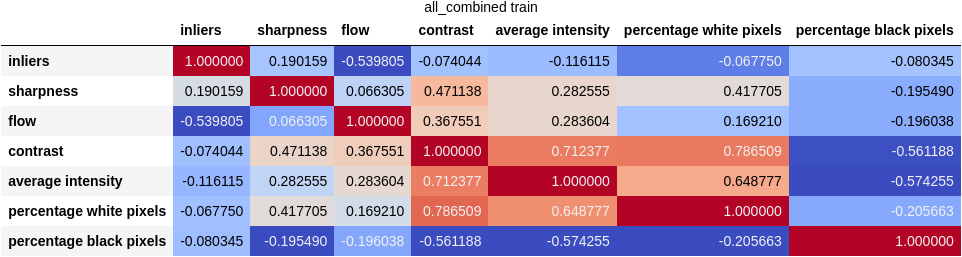 all_combined train
inliers sharpness flow contrast average intensity percentage white pixels percentage black pixels
inliers 1.000000 0.190159 -0.539805 -0.074044 -0.116115 -0.067750 -0.080345
sharpness 0.190159 1.000000 0.066305 0.471138 0.282555 0.417705 -0.195490
flow -0.539805 0.066305 1.000000 0.367551 0.283604 0.169210 -0.196038
contrast -0.074044 0.471138 0.367551 1.000000 0.712377 0.786509 -0.561188
average intensity -0.116115 0.282555 0.283604 0.712377 1.000000 0.648777 -0.574255
percentage white pixels -0.067750 0.417705 0.169210 0.786509 0.648777 1.000000 -0.205663
percentage black pixels -0.080345 -0.195490 -0.196038 -0.561188 -0.574255 -0.205663 1.000000